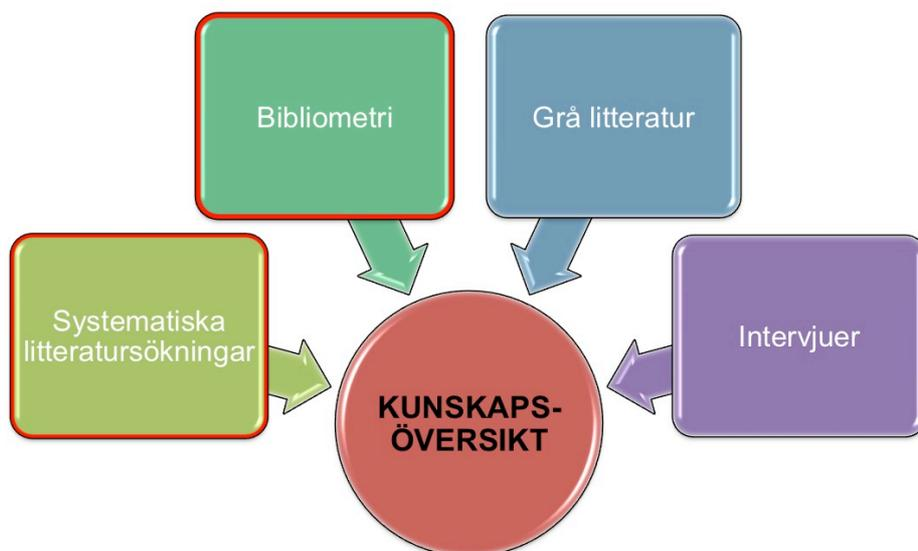 Bibliometri
Grå litteratur
Systematiska
litteratursökningar
Intervjuer
KUNSKAPS-
ÖVERSIKT